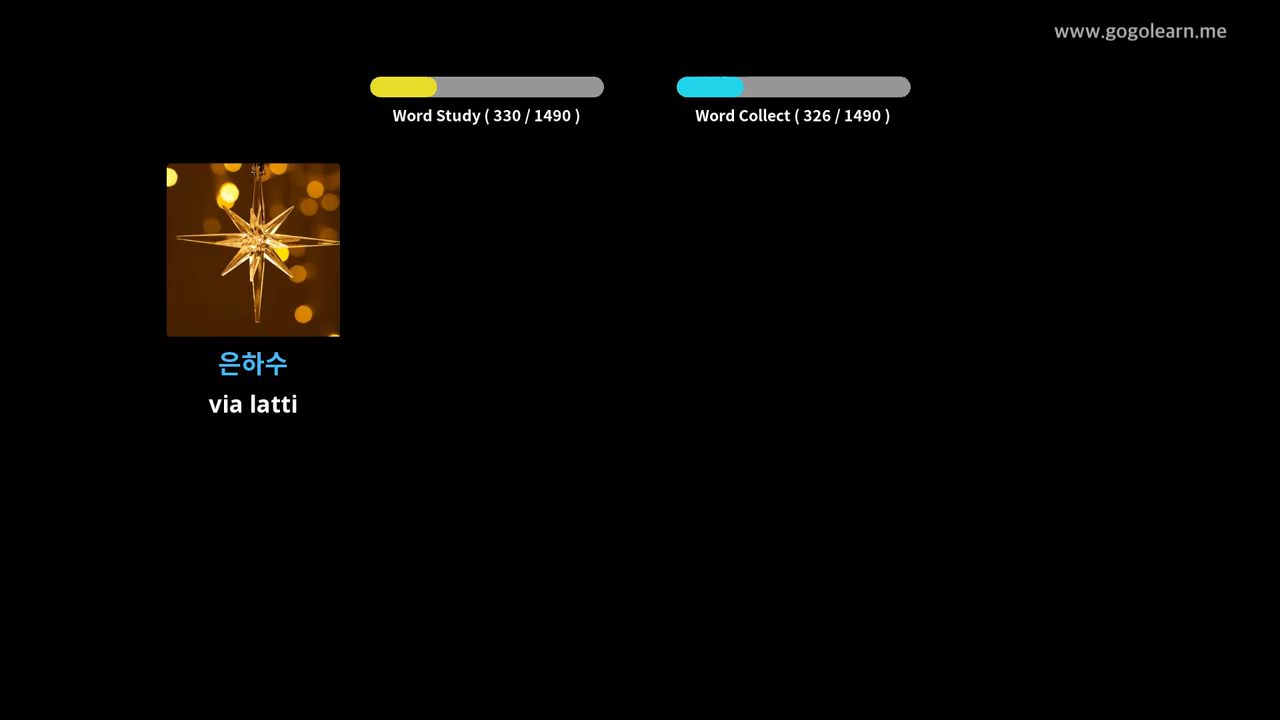 www.gogolearn.me
Word Study ( 330 / 1490 )
Word Collect ( 326 / 1490 )
은하수
via latti